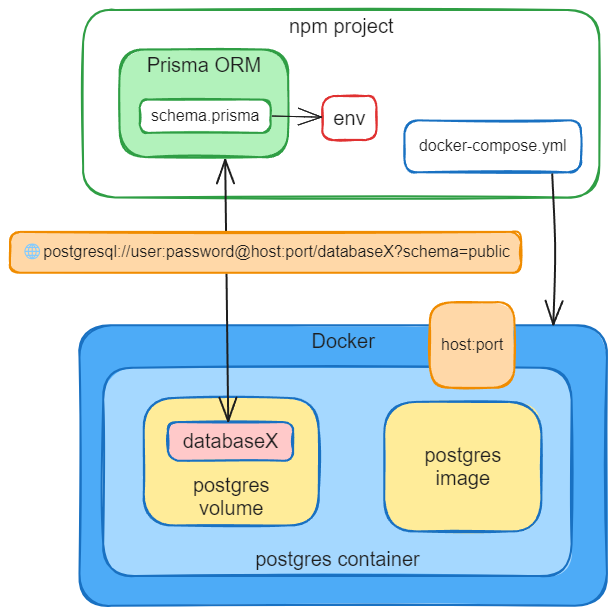 npm project
Prisma ORM
schema.prisma
env
docker-compose.yml
postgresql://user:password@host:port/databaseX?schema=public
Docker
host:port
databaseX
postgres
volume
postgres
image
postgres container